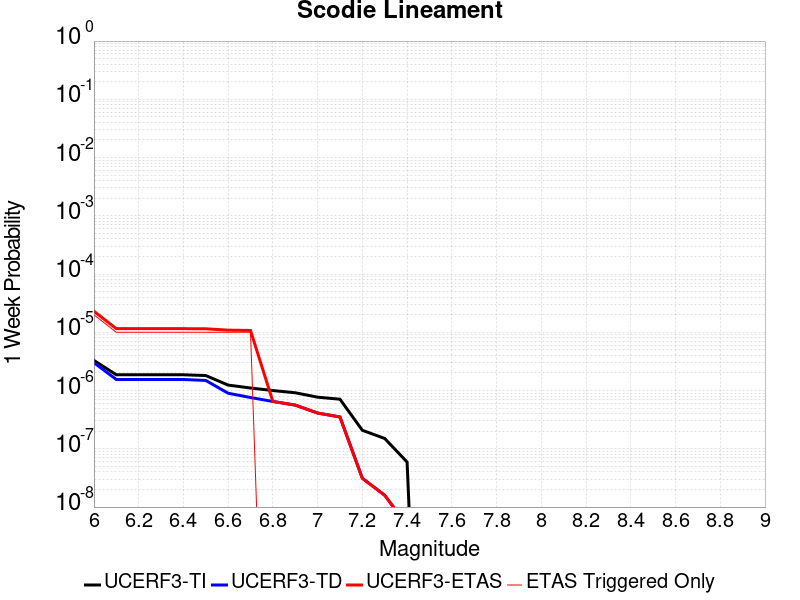 Scodie Lineament
1 Week Probability
10^0
10^-1
10^-2
10^-3
10^-4
10^-5
10^-6
10^-7
10^-8
6 6.2 6.4 6.6 6.8 7 7.2 7.4 7.6 7.8 8 8.2 8.4 8.6 8.8 9
Magnitude
UCERF3-TI UCERF3-TD UCERF3-ETAS ETAS Triggered Only